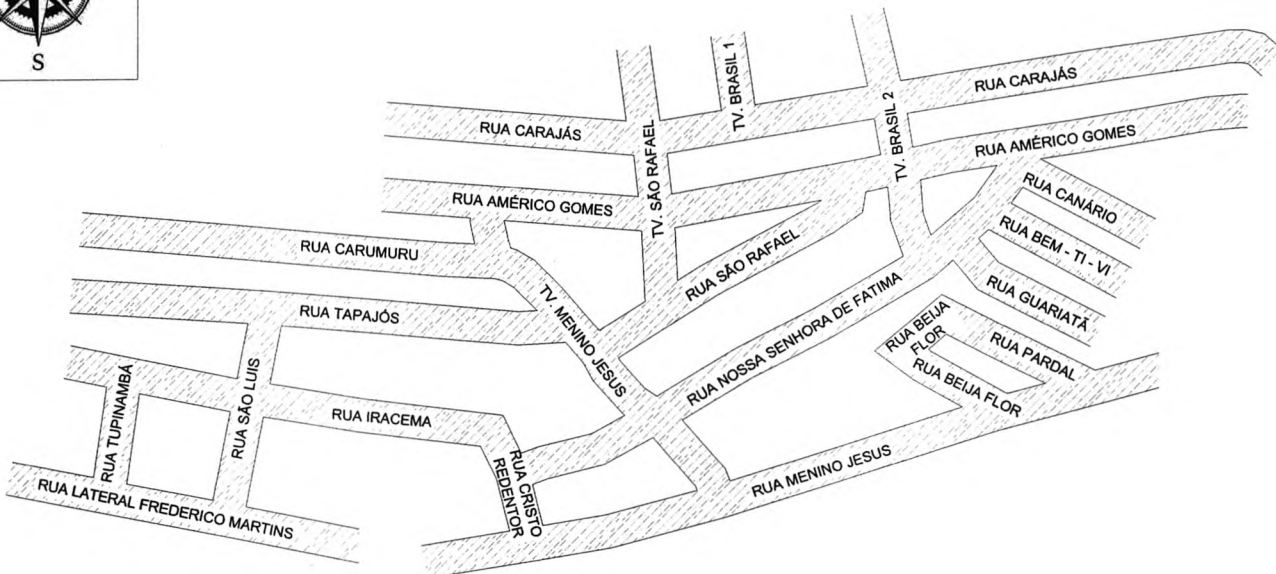 S
TV. BRASIL 1
RUA CARAJÁS
RUA CARAJÁS
TV. BRASIL 2
RUA AMÉRICO GOMES
TV. SÃO RAFAEL
RUA AMÉRICO GOMES
RUA CANÁRIO
RUA BEM - TI - VI
RUA CARUMURU
RUA SÃO RAFAEL
RUA GUARIATÃ
RUA TAPAJÓS
TV. MENINO JESUS
RUA NOSSA SENHORA DE FATIMA
RUA BEIJA
FLOR
RUA PARDAL
RUA BEIJA FLOR
RUA TUPINAMBÁ
RUA SÃO LUIS
RUA IRACEMA
RUA CRISTO
REDENTOR
RUA MENINO JESUS
RUA LATERAL FREDERICO MARTINS